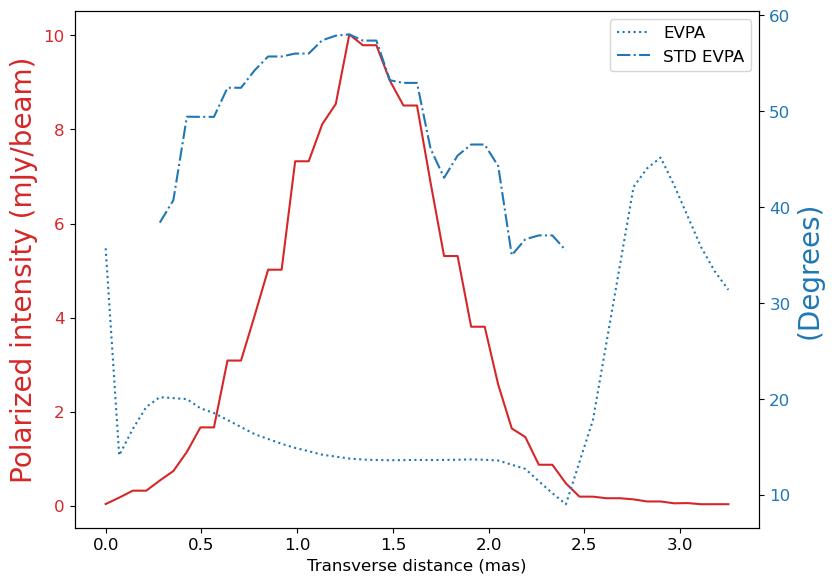 EVPA
STD EVPA
Polarized intensity (mJy/beam)
10
8
6
4
2
0
60
50
40
30
20
10
(Degrees)
0.0 0.5 1.0 1.5 2.0 2.5 3.0
Transverse distance (mas)